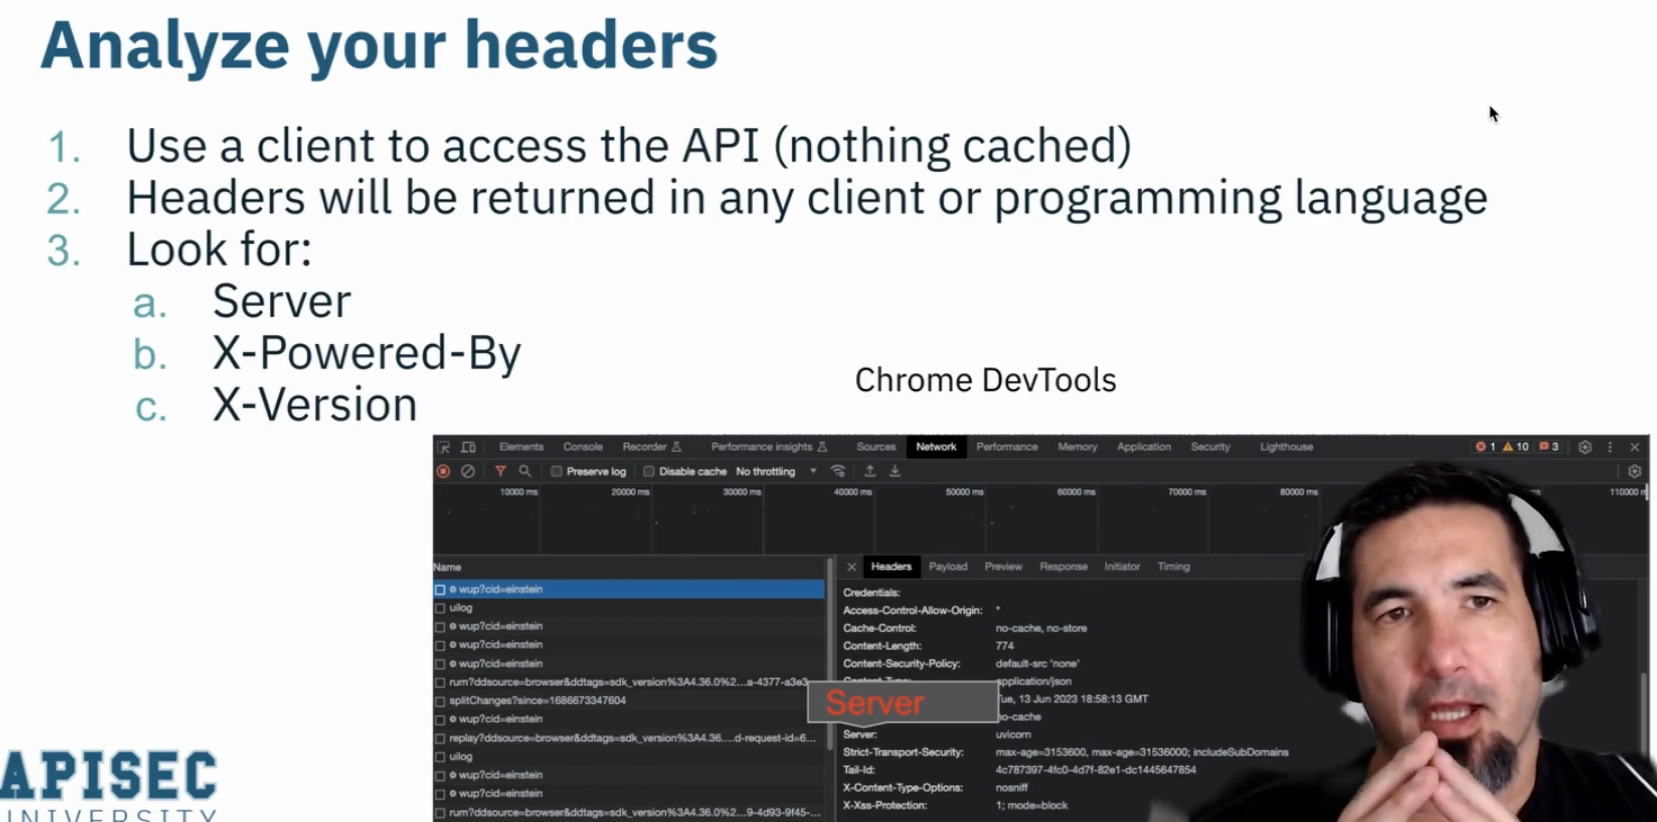 Analyze your headers
1. Use a client to access the API (nothing cached)
2. Headers will be returned in any client or programming language
3. Look for:
a. Server
b. X-Powered-By
c. X-Version
Chrome DevTools
Elements Console Recorder Performance insights Sources Network Performance Memory Application Security Lighthouse 1 10 3
Preserve log Disable cache No throttling
10000 ms 20000 ms 30000 ms 40000 ms 50000 ms 60000 ms 70000 ms 80000 ms ms 110000 m
Name
wup?cid=einstein
uilog
wup?cid=einstein
wup?cid=einstein
wup?cid=einstein
rum?ddsource=browser&ddtags=sdk_version%3A4.36.0%2...a-4377-a3e3
splitChanges?since=1686673347604
wup?cid=einstein
replay?ddsource=browser&ddtags=sdk_version%3A4.36....d-request-id=6...
uilog
wup?cid=einstein
wup?cid=einstein
rum?ddsource=browser&ddtags=sdk_version%3A4.36.0%2...9-4d93-9f45-...
Headers Payload Preview Response Initiator Timing
Credentials:
Access-Control-Allow-Origin: *
Cache-Control: no-cache, no-store
Content-Length: 774
Content-Security-Policy: default-src 'none'
application/json
Tue, 13 Jun 2023 18:58:13 GMT
no-cache
Server
Server: uvicorn
Strict-Transport-Security: max-age=3153600, max-age=31536000; includeSubDomains
Tail-Id: 4c787397-4fc0-4d7f-82e1-dc1445647854
X-Content-Type-Options: nosniff
X-Xss-Protection: 1; mode=block
APISEC
UNIVERSITY